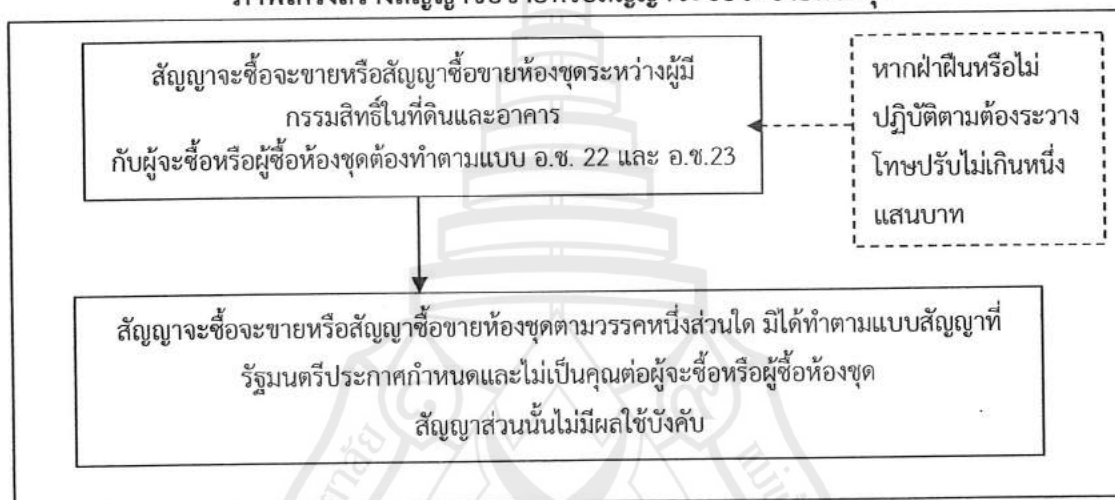 สัญญาจะซื้อจะขายหรือสัญญาซื้อขายห้องชุดระหว่างผู้มี
กรรมสิทธิ์ในที่ดินและอาคาร
กับผู้จะซื้อหรือผู้ซื้อห้องชุดต้องทำตามแบบ อ.ช. 22 และ อ.ช.23
หากฝ่าฝืนหรือไม่
ปฏิบัติตามต้องระวาง
โทษปรับไม่เกินหนึ่ง
แสนบาท
สัญญาจะซื้อจะขายหรือสัญญาซื้อขายห้องชุดตามวรรคหนึ่งส่วนใด มิได้ทำตามแบบสัญญาที่
รัฐมนตรีประกาศกำหนดและไม่เป็นคุณต่อผู้จะซื้อหรือผู้ซื้อห้องชุด
สัญญาส่วนนั้นไม่มีผลใช้บังคับ